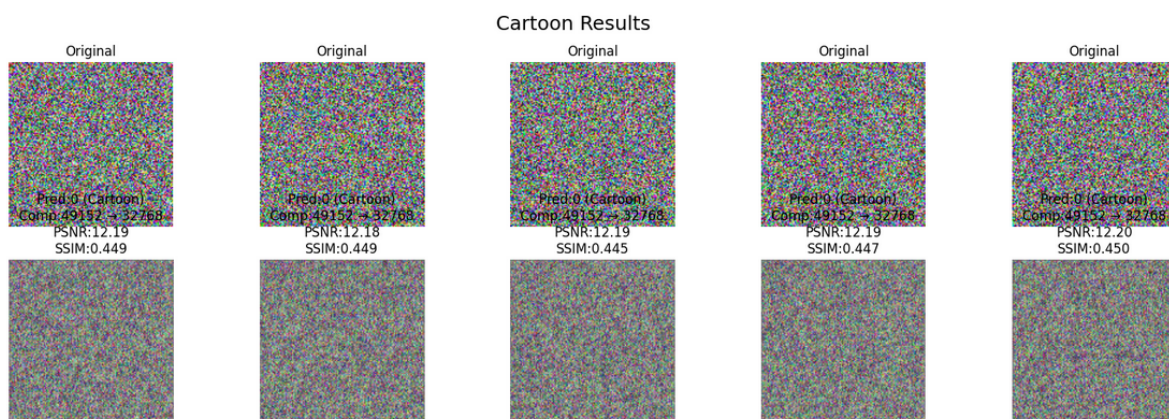 Cartoon Results
Original
Original
Original
Original
Original
Pred:0 (Cartoon)
Comp:49152 → 32768
PSNR:12.19
SSIM:0.449
Pred:0 (Cartoon)
Comp:49152 → 32768
PSNR:12.18
SSIM:0.449
Pred:0 (Cartoon)
Comp:49152 → 32768
PSNR:12.19
SSIM:0.445
Pred:0 (Cartoon)
Comp:49152 → 32768
PSNR:12.19
SSIM:0.447
Pred:0 (Cartoon)
Comp:49152 → 32768
PSNR:12.20
SSIM:0.450